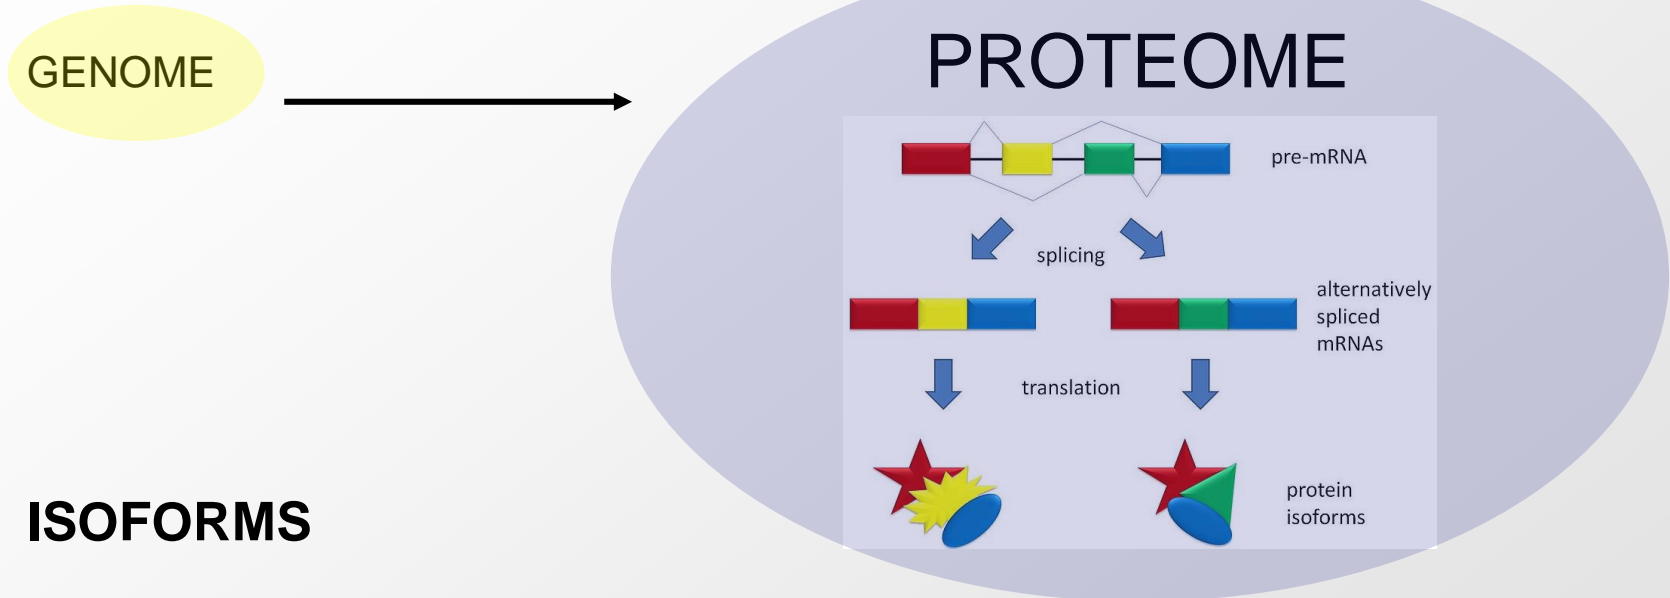 GENOME
PROTEOME
pre-mRNA
splicing
alternatively
spliced
mRNAs
translation
protein
isoforms
ISOFORMS